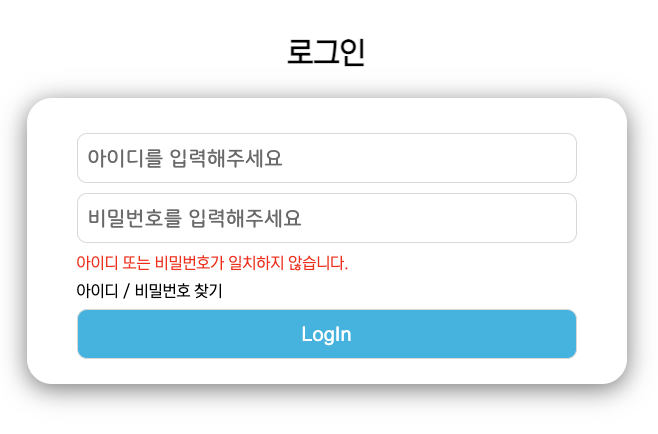 로그인
아이디를 입력해주세요
비밀번호를 입력해주세요
아이디 또는 비밀번호가 일치하지 않습니다.
아이디 / 비밀번호 찾기
LogIn